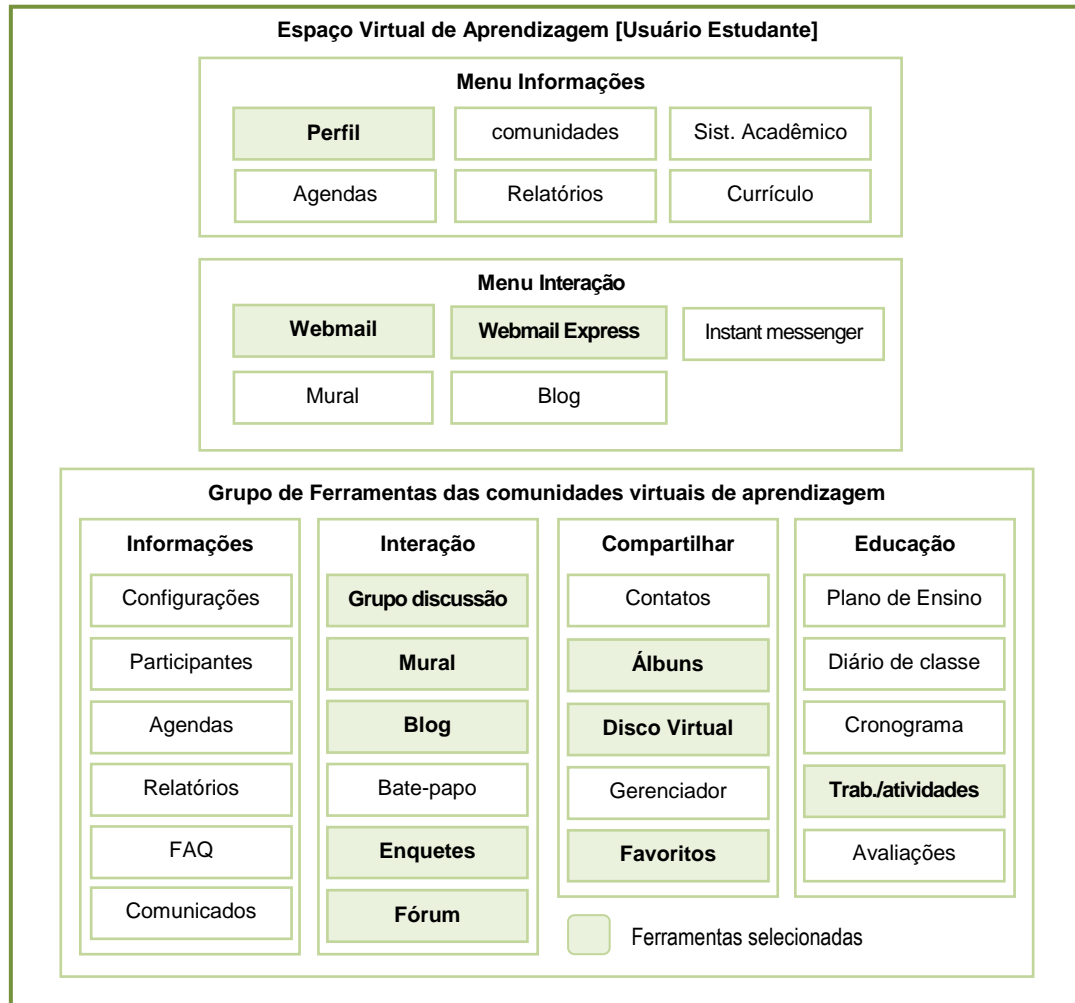 Espaço Virtual de Aprendizagem [Usuário Estudante]
Menu Informações
Perfil
comunidades
Sist. Acadêmico
Agendas
Relatórios
Currículo
Menu Interação
Webmail
Webmail Express
Instant messenger
Mural
Blog
Grupo de Ferramentas das comunidades virtuais de aprendizagem
Informações
Configurações
Participantes
Agendas
Relatórios
FAQ
Comunicados
Interação
Grupo discussão
Mural
Blog
Bate-papo
Enquetes
Fórum
Compartilhar
Contatos
Álbuns
Disco Virtual
Gerenciador
Favoritos
Educação
Plano de Ensino
Diário de classe
Cronograma
Trab./atividades
Avaliações
Ferramentas selecionadas